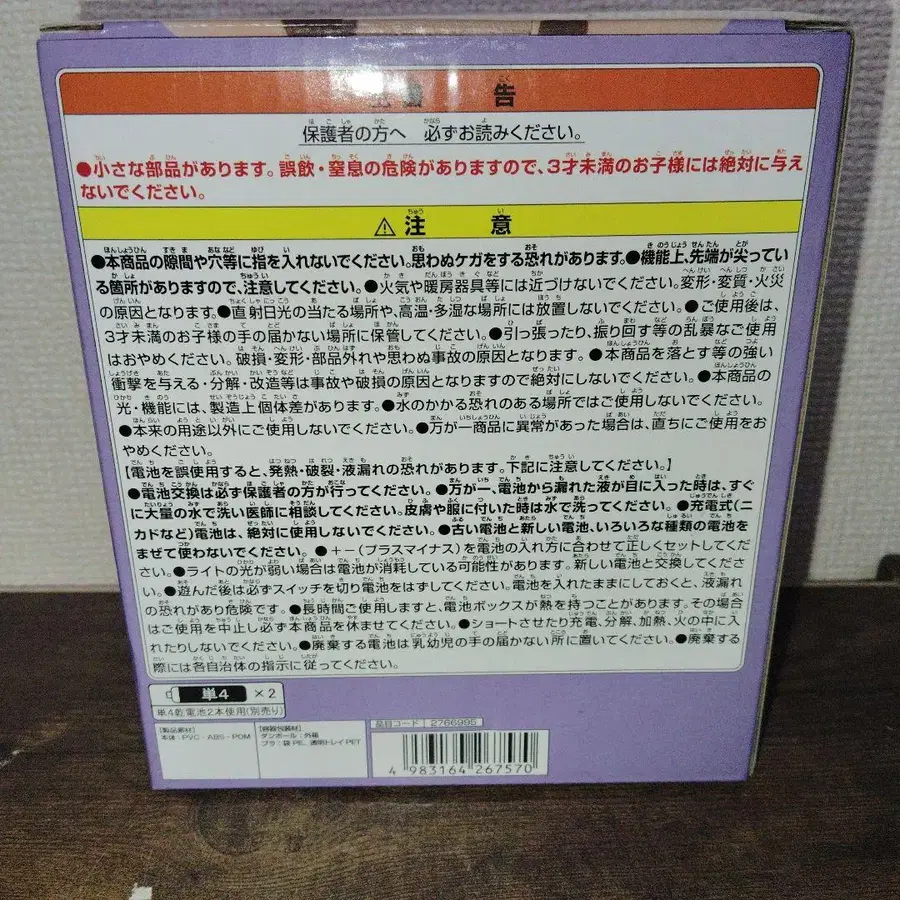 ⚠警告
保護者の方へ 必ずお読みください。
●小さな部品があります。誤飲・窒息の危険がありますので、3才未満のお子様には絶対に与え
ないでください。
⚠注意
●本商品の隙間や穴等に指を入れないでください。思わぬケガをする恐れがあります。●機能上、先端が尖ってい
る箇所がありますので、注意してください。●火気や暖房器具等には近づけないでください。変形・変質・火災
の原因となります。●直射日光の当たる場所や、高温・多湿な場所には放置しないでください。●ご使用後は、
3才未満のお子様の手の届かない場所に保管してください。●引っ張ったり、振り回す等の乱暴なご使用
はおやめください。破損・変形・部品外れや思わぬ事故の原因となります。●本商品を落とす等の強い
衝撃を与える・分解・改造等は事故や破損の原因となりますので絶対にしないでください。●本商品の
光・機能には、製造上個体差があります。●水のかかる恐れのある場所ではご使用しないでください。
●本来の用途以外にご使用しないでください。●万が一商品に異常があった場合は、直ちにご使用をお
やめください。
【電池を誤使用すると、発熱・破裂・液漏れの恐れがあります。下記に注意してください。】
●電池交換は必ず保護者の方が行ってください。●万が一、電池から漏れた液が目に入った時は、すぐ
に大量の水で洗い医師に相談してください。皮膚や服に付いた時は水で洗ってください。●充電式(ニ
カドなど)電池は、絶対に使用しないでください。●古い電池と新しい電池、いろいろな種類の電池を
まぜて使わないでください。●+-(プラスマイナス)を電池の入れ方に合わせて正しくセットしてくだ
さい。●ライトの光が弱い場合は電池が消耗している可能性があります。新しい電池と交換してくださ
い。●遊んだ後は必ずスイッチを切り電池をはずしてください。電池を入れたままにしておくと、液漏れ
の恐れがあり危険です。●長時間ご使用しますと、電池ボックスが熱を持つことがあります。その場合
はご使用を中止し必ず本商品を休ませてください。●ショートさせたり充電、分解、加熱、火の中に入
れたりしないでください。●廃棄する電池は乳幼児の手の届かない所に置いてください。●廃棄する
際には各自治体の指示に従ってください。
単4 ×2
単4乾電池2本使用(別売り)
【製品素材】
本体:PVC・ABS・POM
【容器包装材】
ダンボール:外箱
プラ:袋PE、透明トレイPET
品目コード 2766995
4 983164 267570